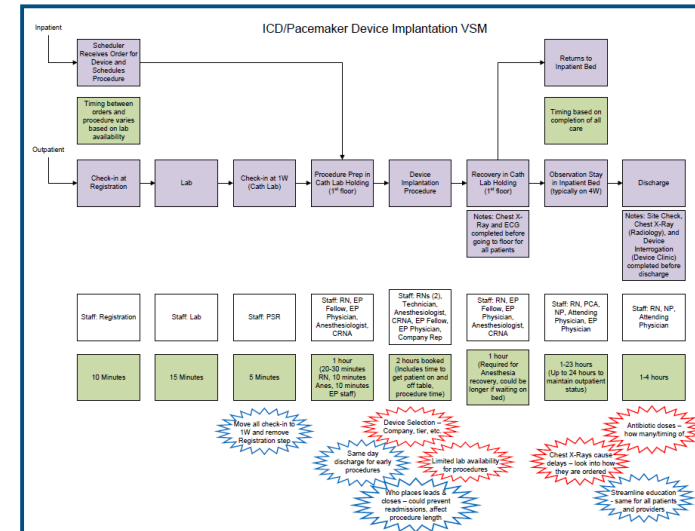 ICD/Pacemaker Device Implantation VSM
Inpatient
Scheduler
Receives Order for
Device and
Schedules
Procedure
Returns to
Inpatient Bed
Timing between
orders and
procedure varies
based on lab
availability
Timing based on
completion of all
care
Outpatient
Check-in at
Registration
Lab
Check-in at 1W
(Cath Lab)
Procedure Prep in
Cath Lab Holding
(1st floor)
Device
Implantation
Procedure
Recovery in Cath
Lab Holding
(1st floor)
Observation Stay
in Inpatient Bed
(typically on 4W)
Discharge
Notes: Chest X-
Ray and ECG
completed before
going to floor for
all patients
Notes: Site Check,
Chest X-Ray
(Radiology), and
Device
Interrogation
(Device Clinic)
completed before
discharge
Staff: Registration
Staff: Lab
Staff: PSR
Staff: RN, EP
Fellow, EP
Physician,
Anesthesiologist,
CRNA
Staff: RNs (2),
Technician,
Anesthesiologist,
CRNA, EP Fellow,
EP Physician,
Company Rep
Staff: RN, EP
Fellow, EP
Physician,
Anesthesiologist,
CRNA
Staff: RN, PCA,
NP, Attending
Physician, EP
Physician
Staff: RN, NP,
Attending
Physician
10 Minutes
15 Minutes
5 Minutes
1 hour
(20-30 minutes
RN, 10 minutes
Anes, 10 minutes
EP staff)
2 hours booked
(Includes time to
get patient on and
off table,
procedure time)
1 hour
(Required for
Anesthesia
recovery, could be
longer if waiting on
bed)
1-23 hours
(Up to 24 hours to
maintain outpatient
status)
1-4 hours
Move all check-in to
1W and remove
Registration step
Device Selection –
Company, tier, etc.
Antibiotic doses –
how many/timing of
Same day
discharge for early
procedures
Limited lab availability
for procedures
Chest X-Rays cause
delays – look into how
they are ordered
Who places leads &
closes – could prevent
readmissions, affect
procedure length
Streamline education
- same for all patients
and providers